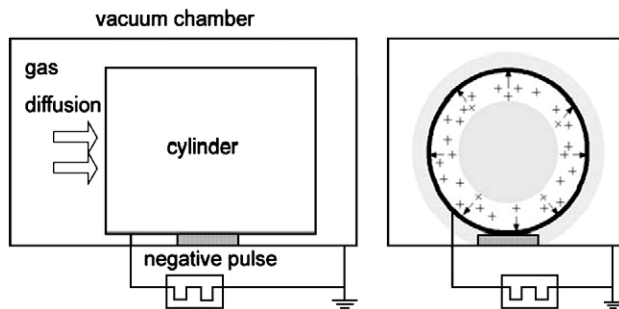 vacuum chamber
gas
diffusion
cylinder
negative pulse